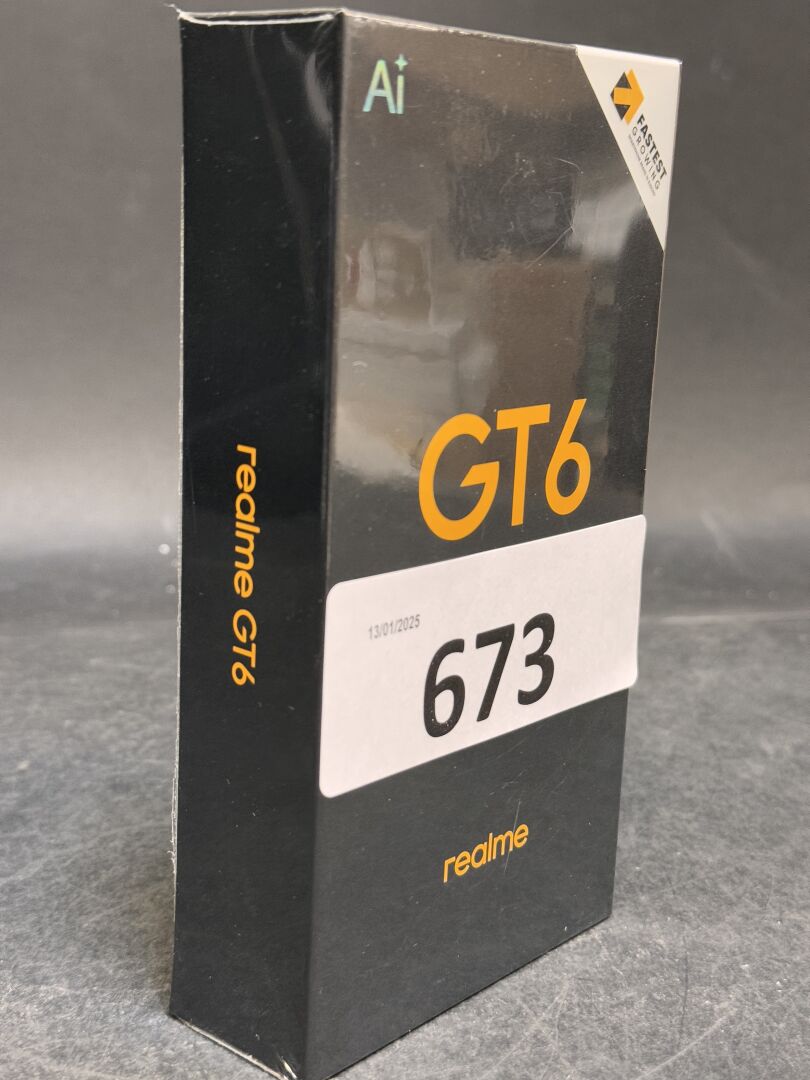 Ai
FASTEST
GROWING
GT6
realme GT6
13/01/2025
673
realme